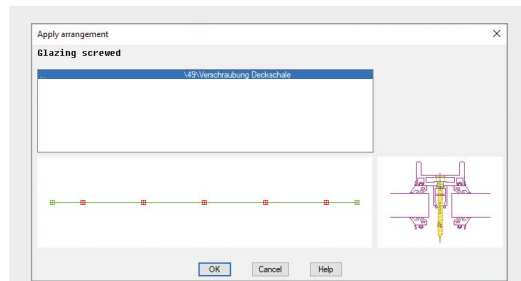 Apply arrangement
Glazing screwed
... \49\Verschraubung Deckschale
OK Cancel Help